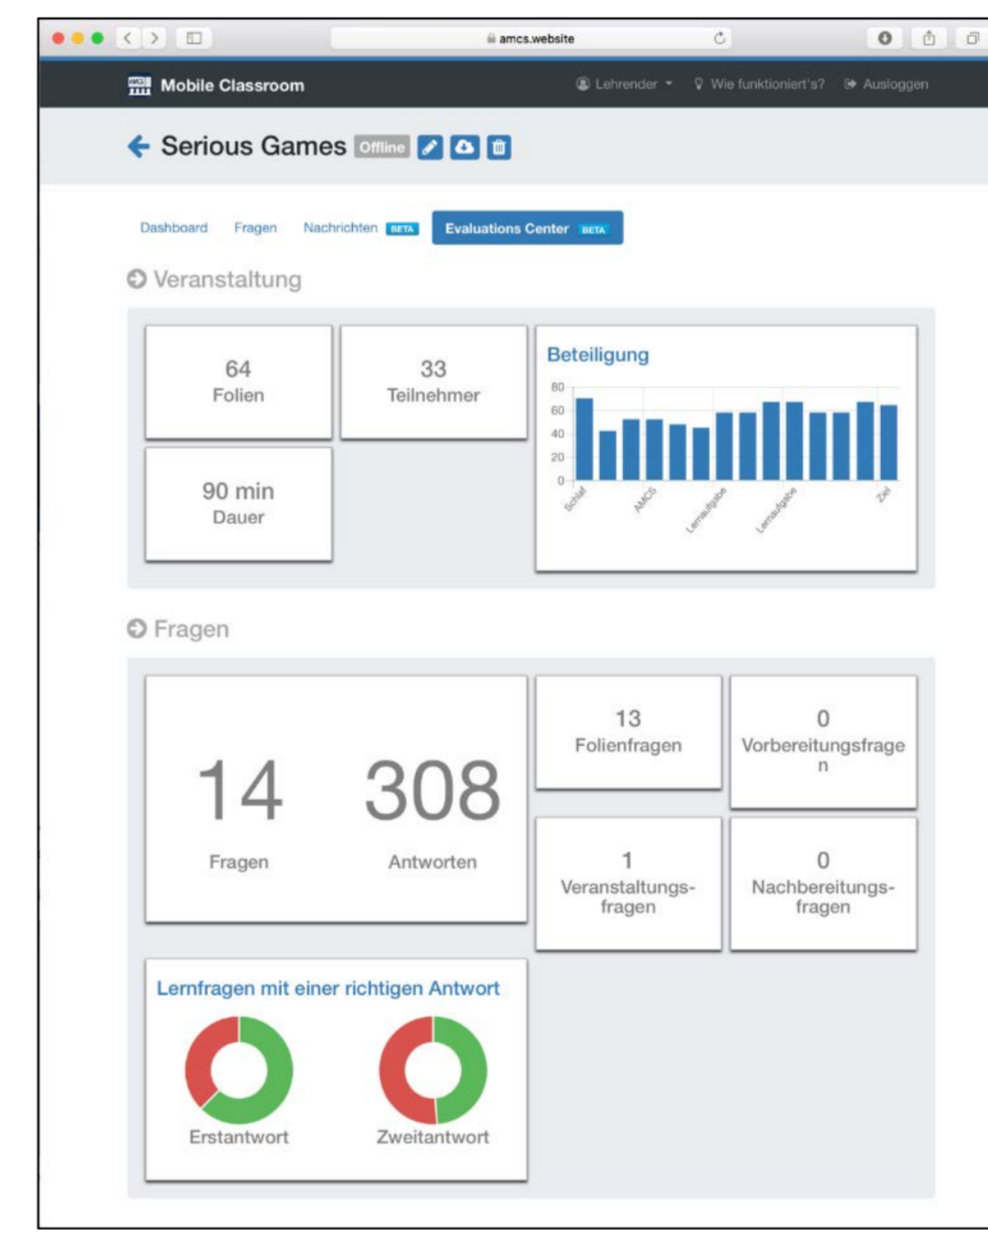 amcs.website
AMCS Mobile Classroom Lehrender Wie funktioniert's? Ausloggen
Serious Games Offline
Dashboard Fragen Nachrichten BETA Evaluations Center BETA
Veranstaltung
64
Folien
33
Teilnehmer
90 min
Dauer
Beteiligung
80
60
40
20
0
Schlaf
AMCS
Lernaufgabe
Lernaufgabe
Ziel
Fragen
14
Fragen
308
Antworten
13
Folienfragen
0
Vorbereitungsfrage
n
1
Veranstaltungs-
fragen
0
Nachbereitungs-
fragen
Lernfragen mit einer richtigen Antwort
Erstantwort
Zweitantwort